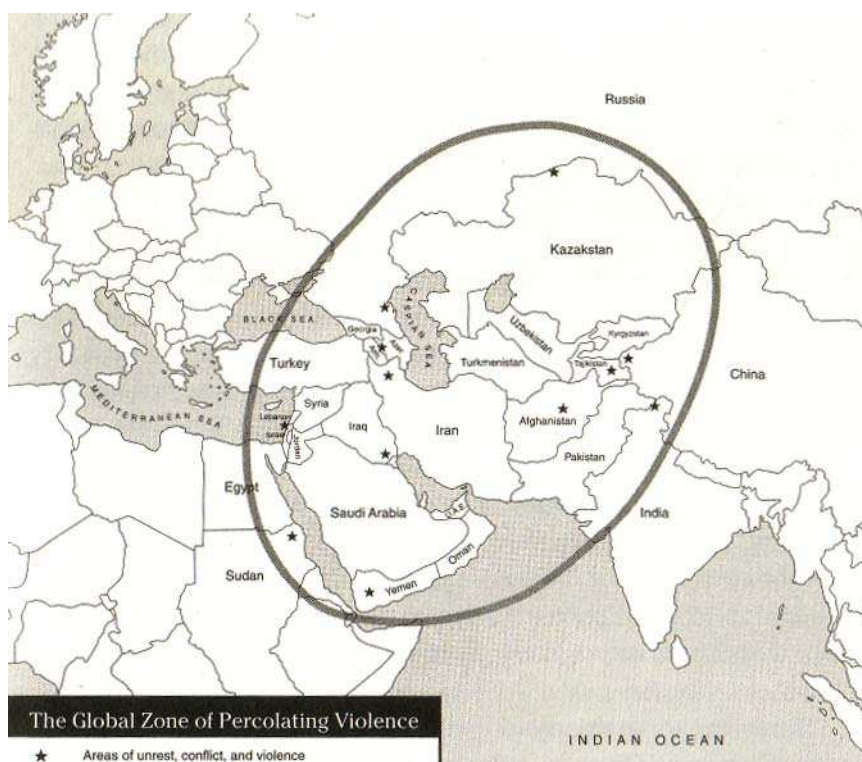 Russia
Kazakstan
CASPIAN SEA
BLACK SEA
Georgia
Azer.
Arm.
Uzbekistan
Kyrgyzstan
Turkey
Turkmenistan
Tajikistan
China
MEDITERRANEAN SEA
Syria
Lebanon
Israel
Jordan
Iraq
Iran
Afghanistan
Pakistan
Egypt
Saudi Arabia
U.A.E.
India
Oman
Sudan
Yemen
The Global Zone of Percolating Violence
Areas of unrest, conflict, and violence
INDIAN OCEAN